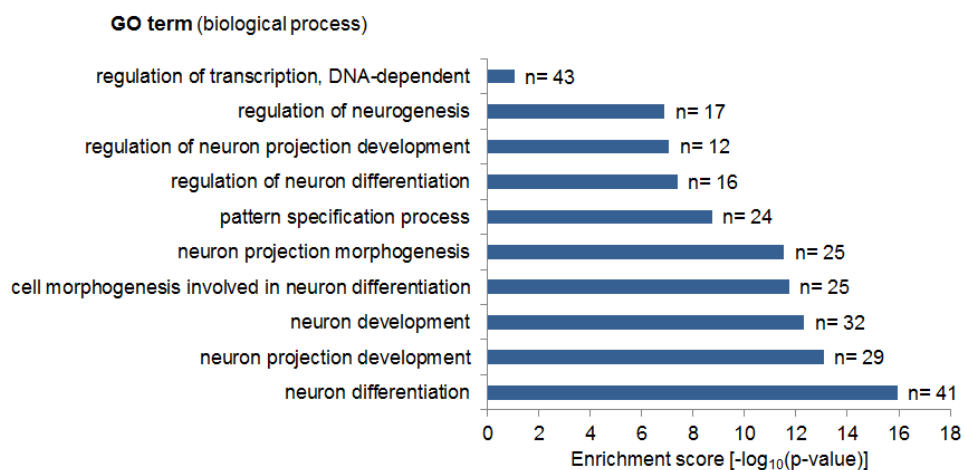 GO term (biological process)
regulation of transcription, DNA-dependent n= 43
regulation of neurogenesis n= 17
regulation of neuron projection development n= 12
regulation of neuron differentiation n= 16
pattern specification process n= 24
neuron projection morphogenesis n= 25
cell morphogenesis involved in neuron differentiation n= 25
neuron development n= 32
neuron projection development n= 29
neuron differentiation n= 41
0 2 4 6 8 10 12 14 16 18
Enrichment score [-log₁₀(p-value)]